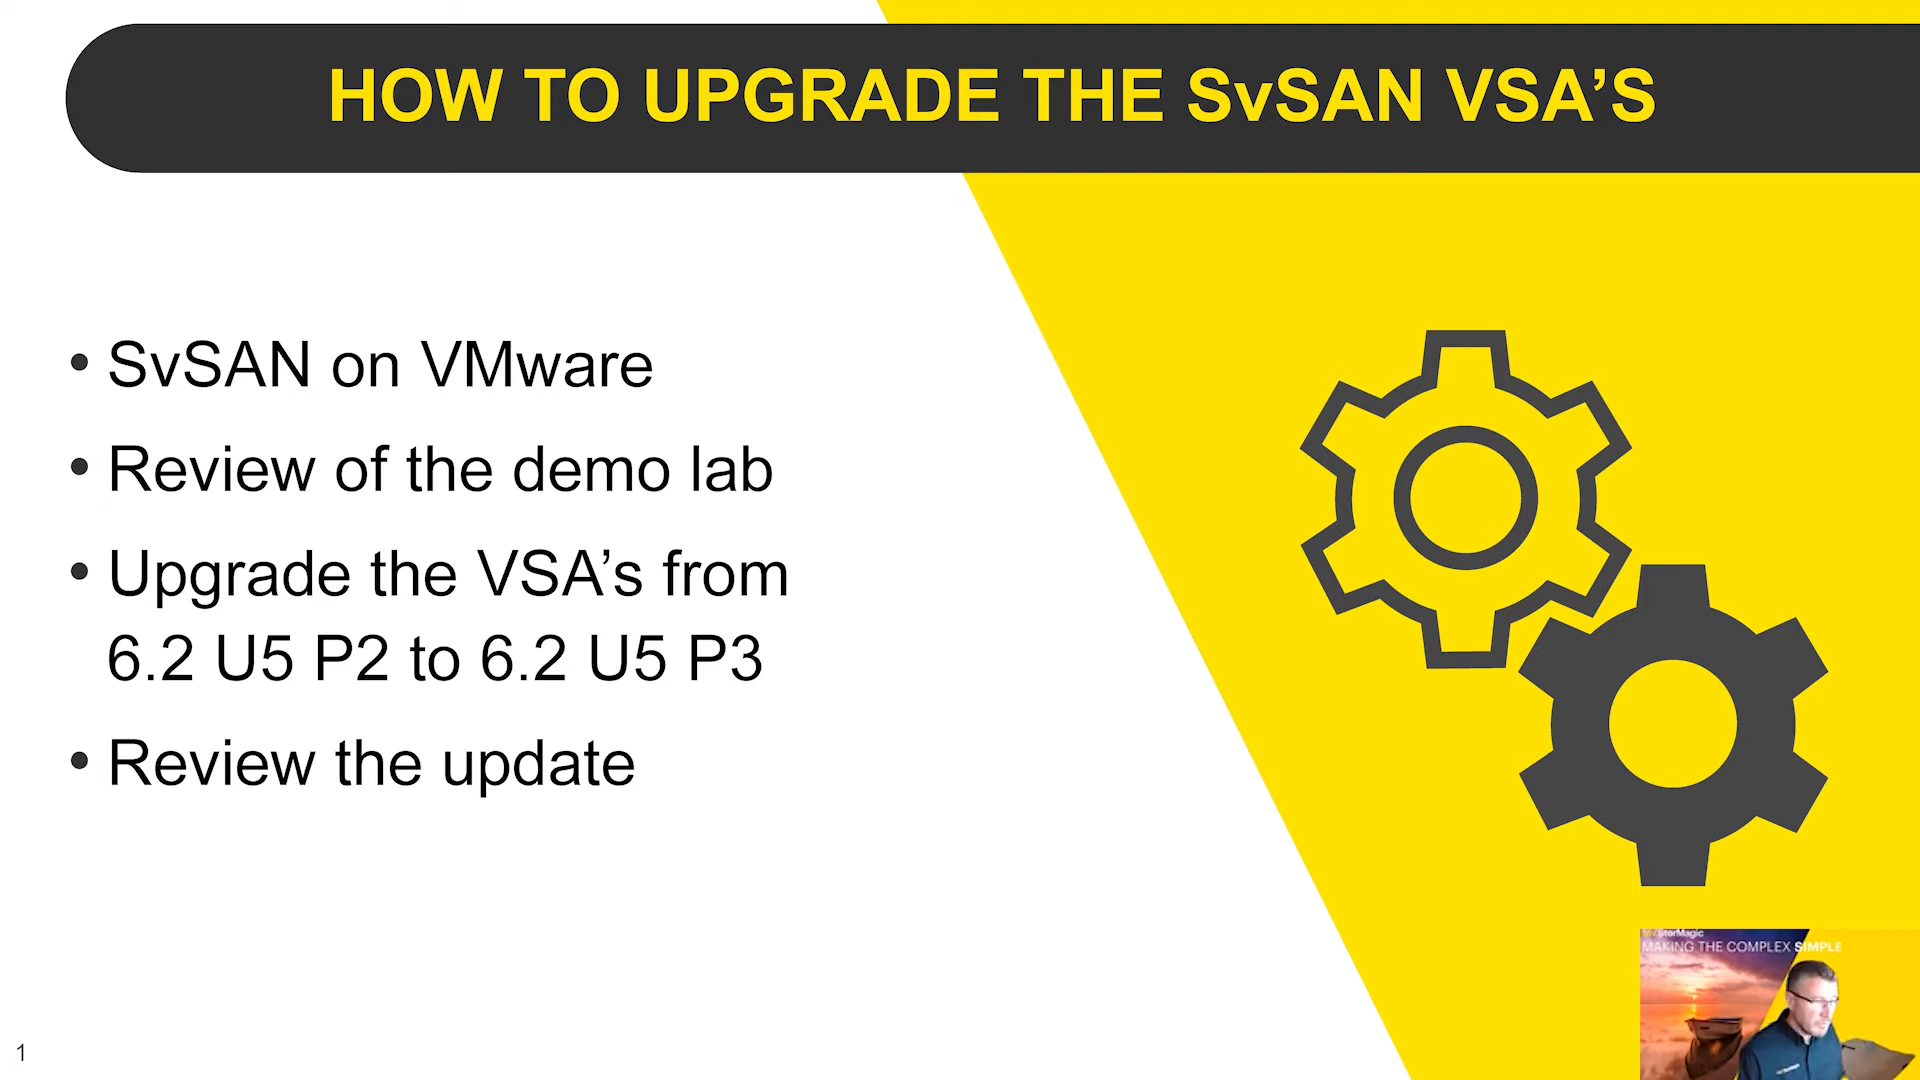 HOW TO UPGRADE THE SvSAN VSA’S
• SvSAN on VMware
• Review of the demo lab
• Upgrade the VSA’s from
6.2 U5 P2 to 6.2 U5 P3
• Review the update
StorMagic
MAKING THE COMPLEX SIMPLE
1